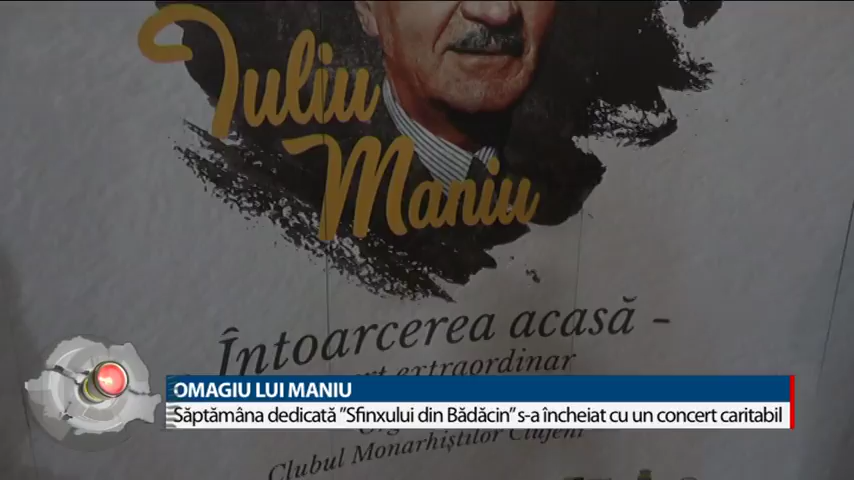 Iuliu
Maniu
Întoarcerea acasă -
extraordinar
OMAGIU LUI MANIU
Săptămâna dedicată ”Sfinxului din Bădăcin” s-a încheiat cu un concert caritabil
Clubul Monarhiștilor Clujeni